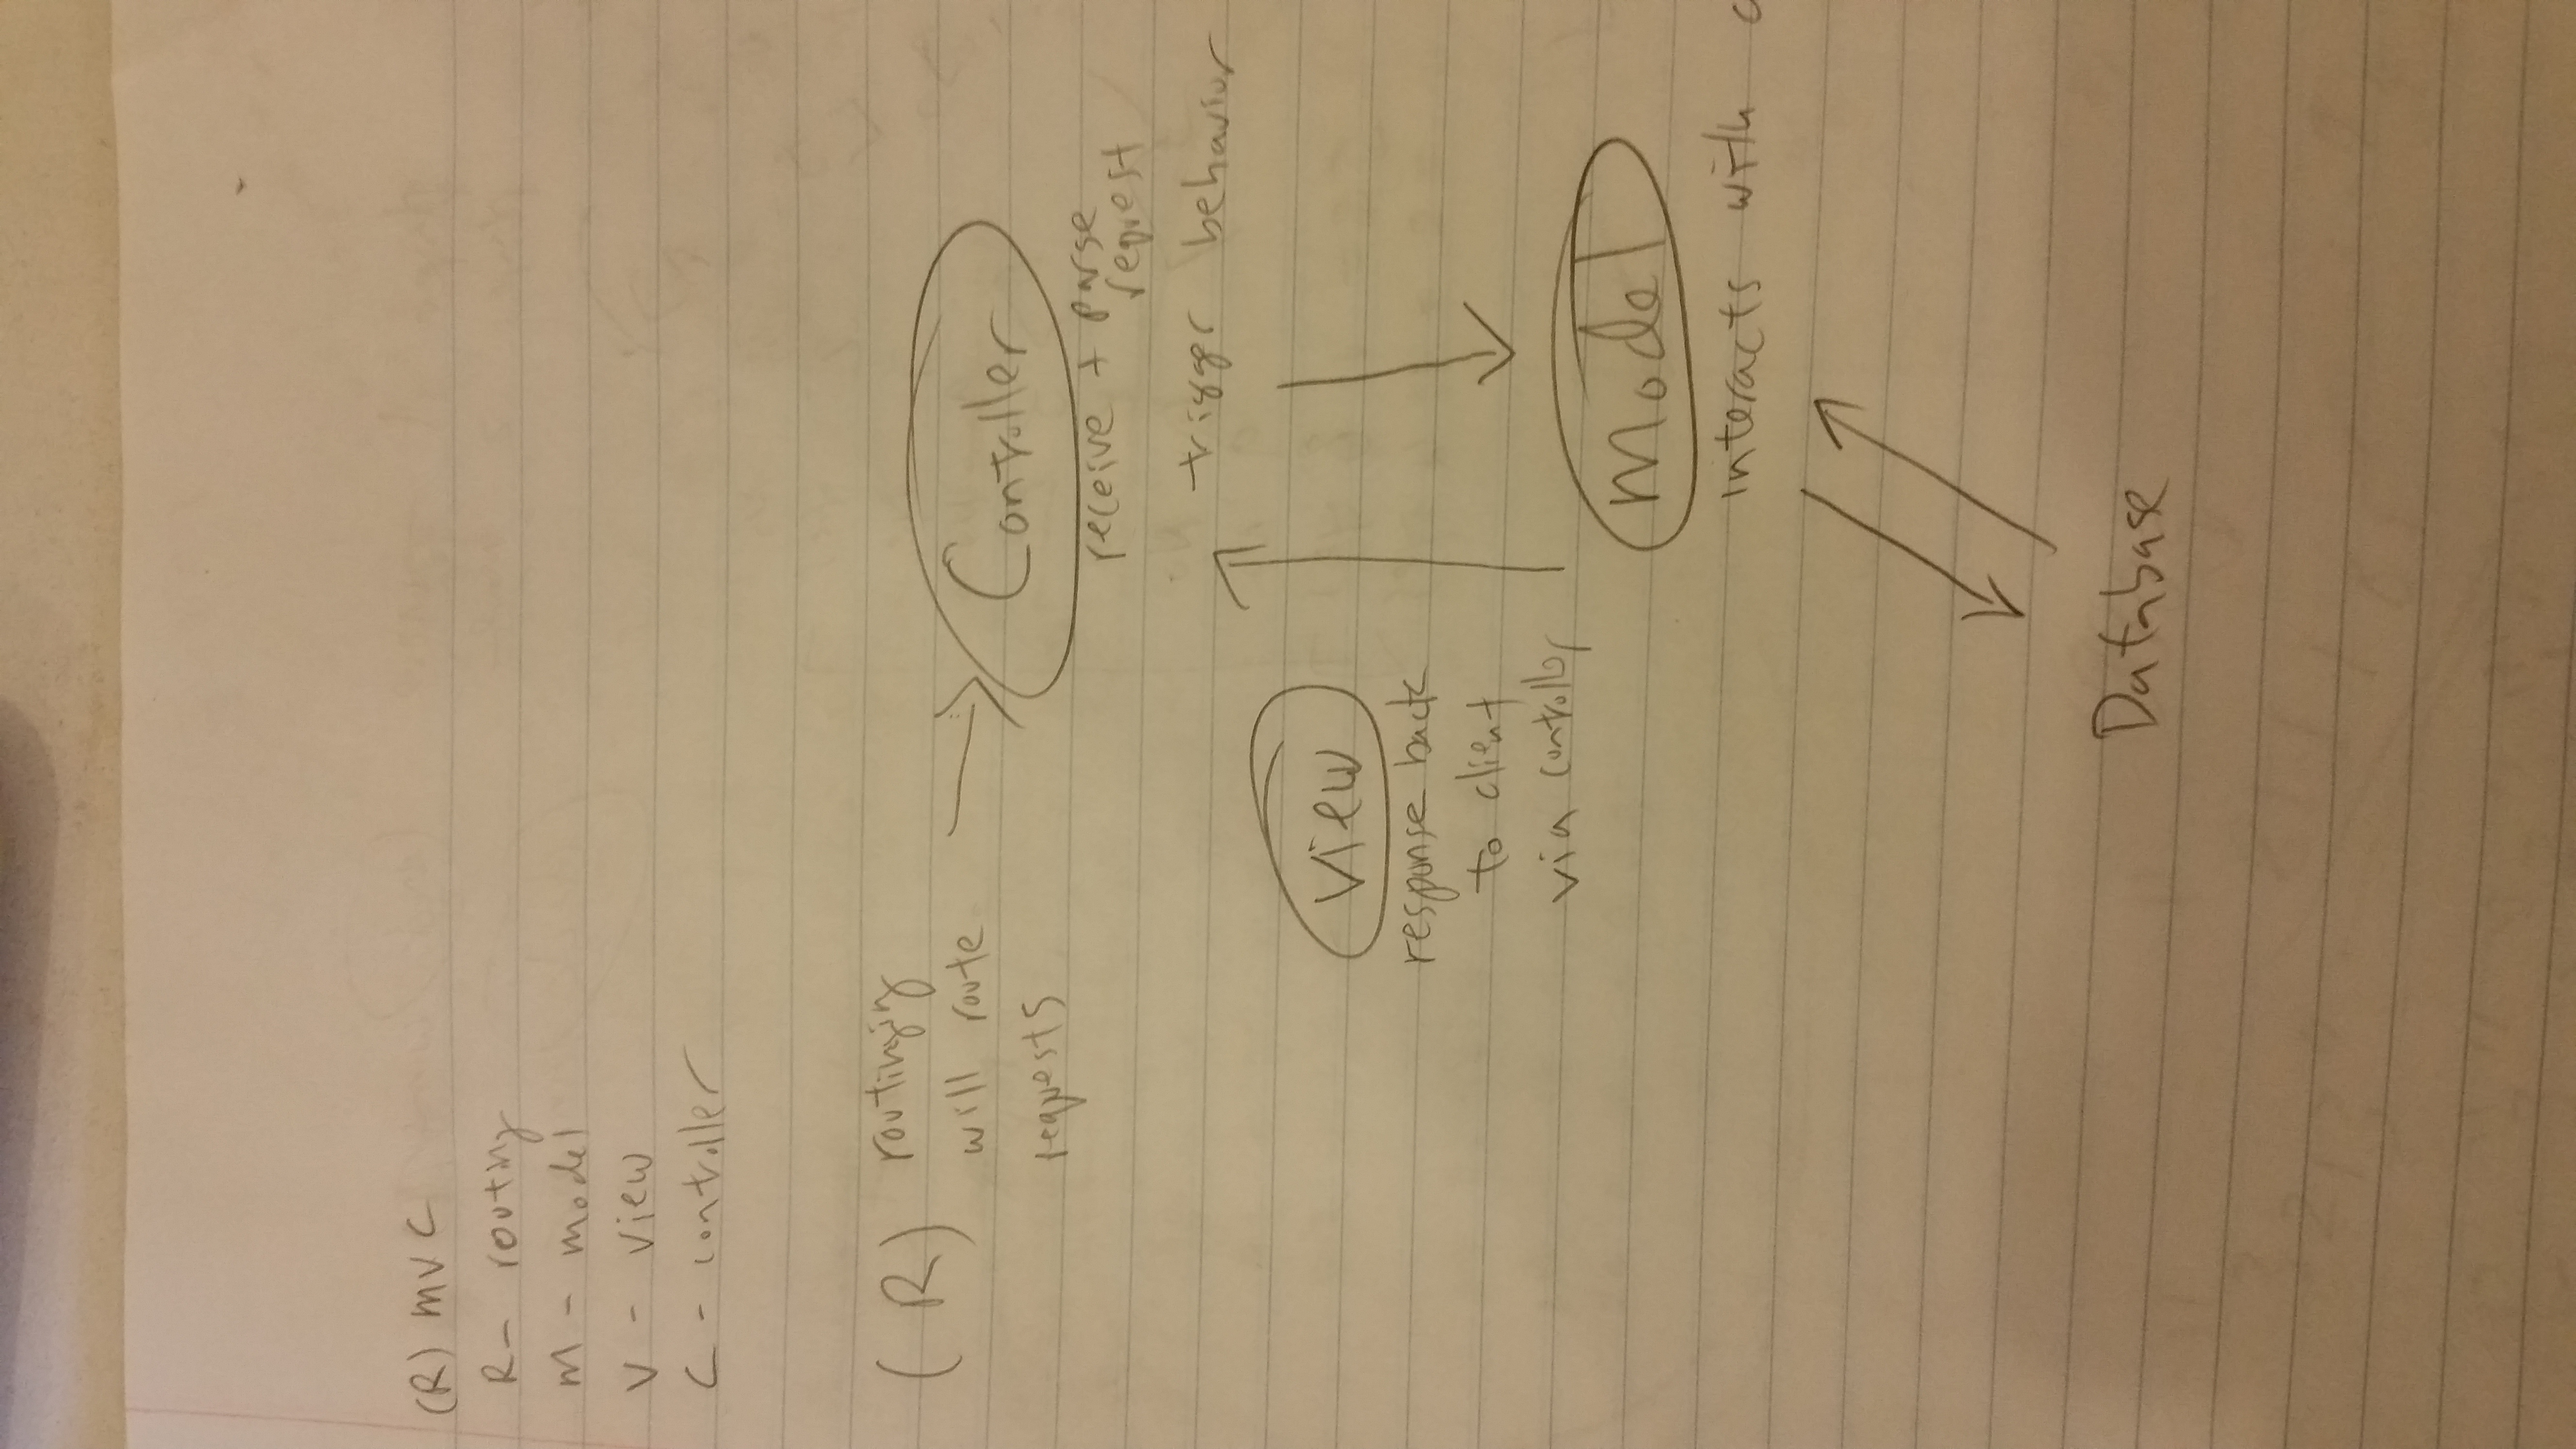 (R) MVC
R - routing
M - model
V - view
C - controller
(R) routinging
will route
requests
Controller
receive + parse
request
trigger behavior
View
response back
to client
via controller
Model
interacts with
Database